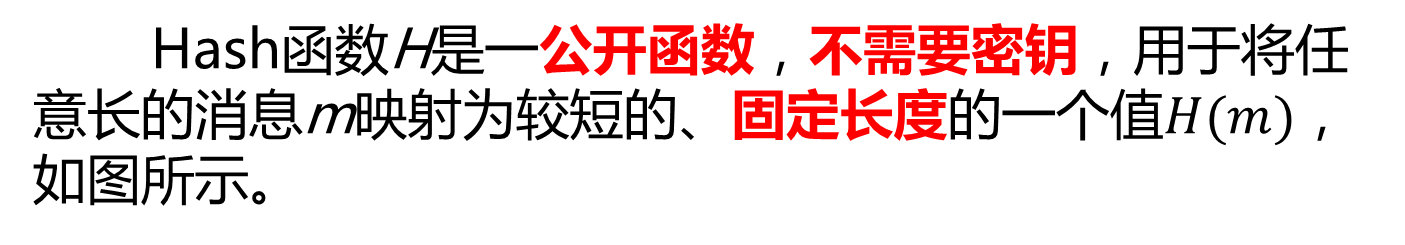 Hash函数H是一公开函数，不需要密钥，用于将任
意长的消息m映射为较短的、固定长度的一个值H(m)，
如图所示。